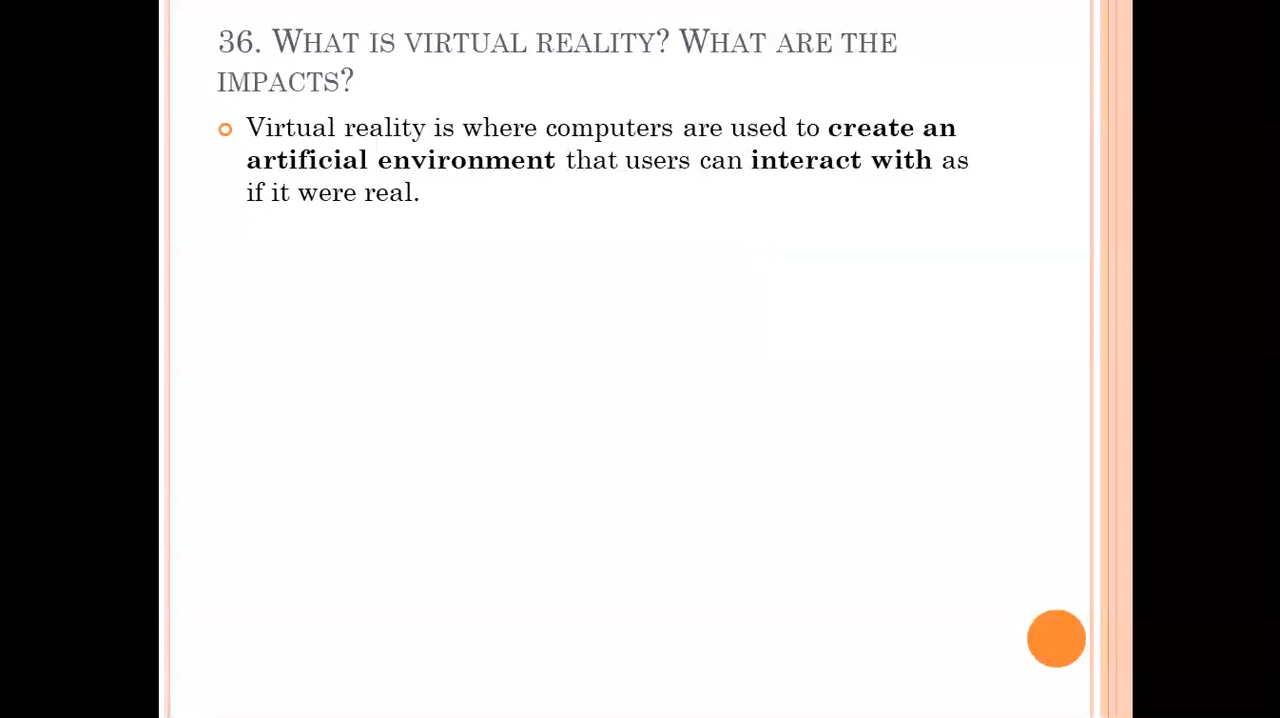 36. What is virtual reality? What are the
impacts?
Virtual reality is where computers are used to create an
artificial environment that users can interact with as
if it were real.